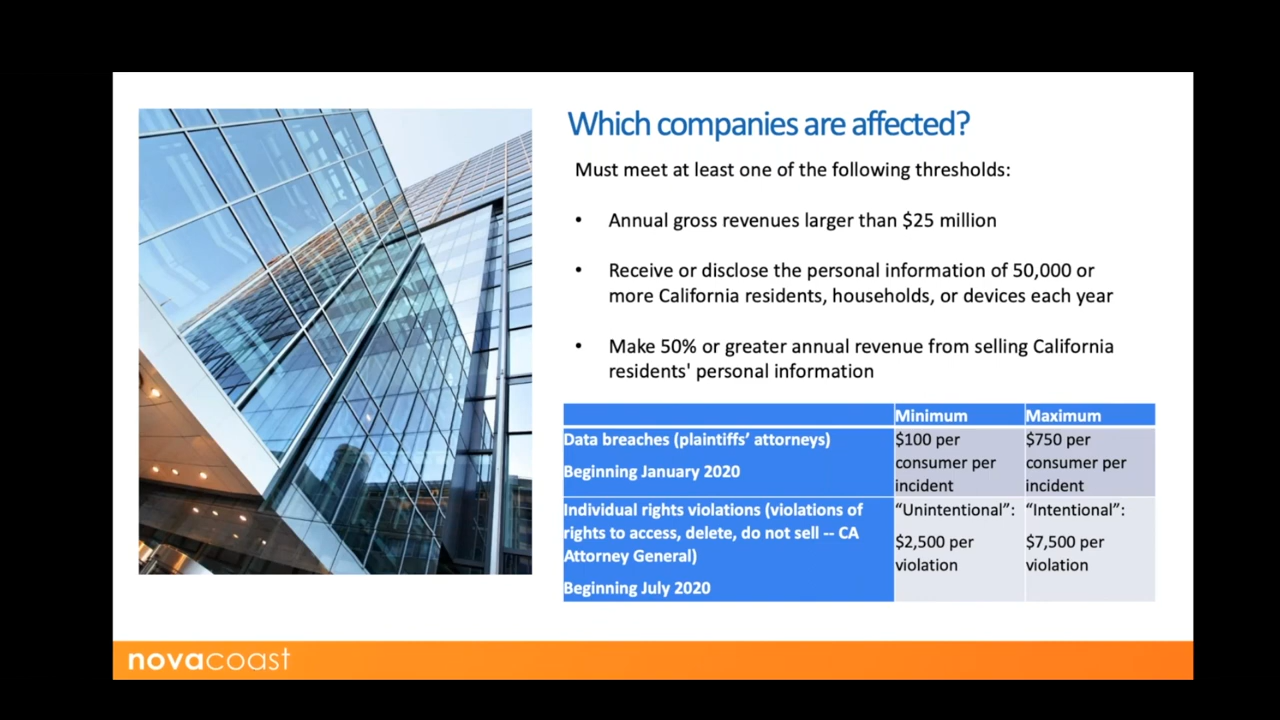 Which companies are affected?
Must meet at least one of the following thresholds:
• Annual gross revenues larger than $25 million
• Receive or disclose the personal information of 50,000 or
more California residents, households, or devices each year
• Make 50% or greater annual revenue from selling California
residents' personal information
Minimum Maximum
Data breaches (plaintiffs’ attorneys)
Beginning January 2020
$100 per
consumer per
incident
$750 per
consumer per
incident
Individual rights violations (violations of
rights to access, delete, do not sell -- CA
Attorney General)
Beginning July 2020
“Unintentional”:
$2,500 per
violation
“Intentional”:
$7,500 per
violation
novacoast